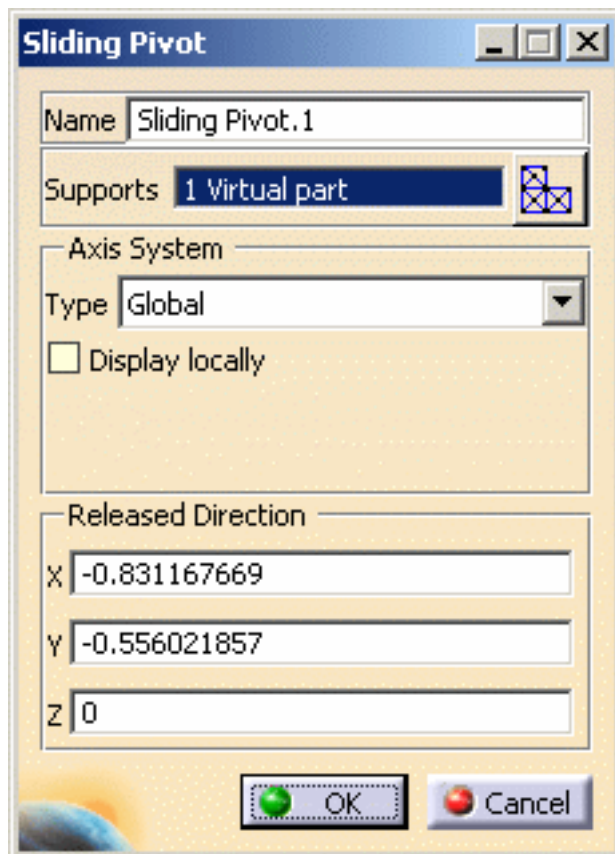 Sliding Pivot
Name Sliding Pivot.1
Supports 1 Virtual part
Axis System
Type Global
Display locally
Released Direction
X -0.831167669
Y -0.556021857
Z 0
OK Cancel